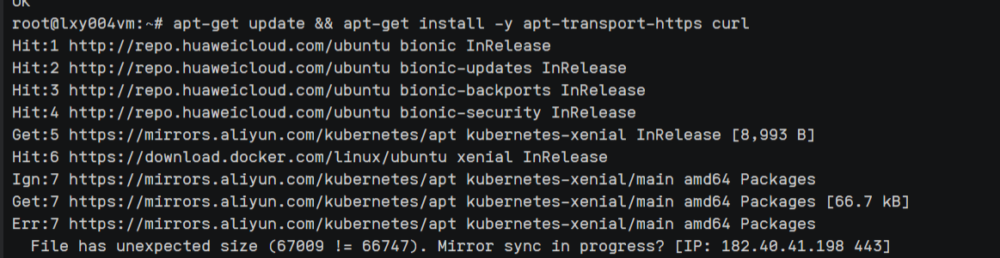 OK
root@lxy004vm:~# apt-get update && apt-get install -y apt-transport-https curl
Hit:1 http://repo.huaweicloud.com/ubuntu bionic InRelease
Hit:2 http://repo.huaweicloud.com/ubuntu bionic-updates InRelease
Hit:3 http://repo.huaweicloud.com/ubuntu bionic-backports InRelease
Hit:4 http://repo.huaweicloud.com/ubuntu bionic-security InRelease
Get:5 https://mirrors.aliyun.com/kubernetes/apt kubernetes-xenial InRelease [8,993 B]
Hit:6 https://download.docker.com/linux/ubuntu xenial InRelease
Ign:7 https://mirrors.aliyun.com/kubernetes/apt kubernetes-xenial/main amd64 Packages
Get:7 https://mirrors.aliyun.com/kubernetes/apt kubernetes-xenial/main amd64 Packages [66.7 kB]
Err:7 https://mirrors.aliyun.com/kubernetes/apt kubernetes-xenial/main amd64 Packages
File has unexpected size (67009 != 66747). Mirror sync in progress? [IP: 182.40.41.198 443]